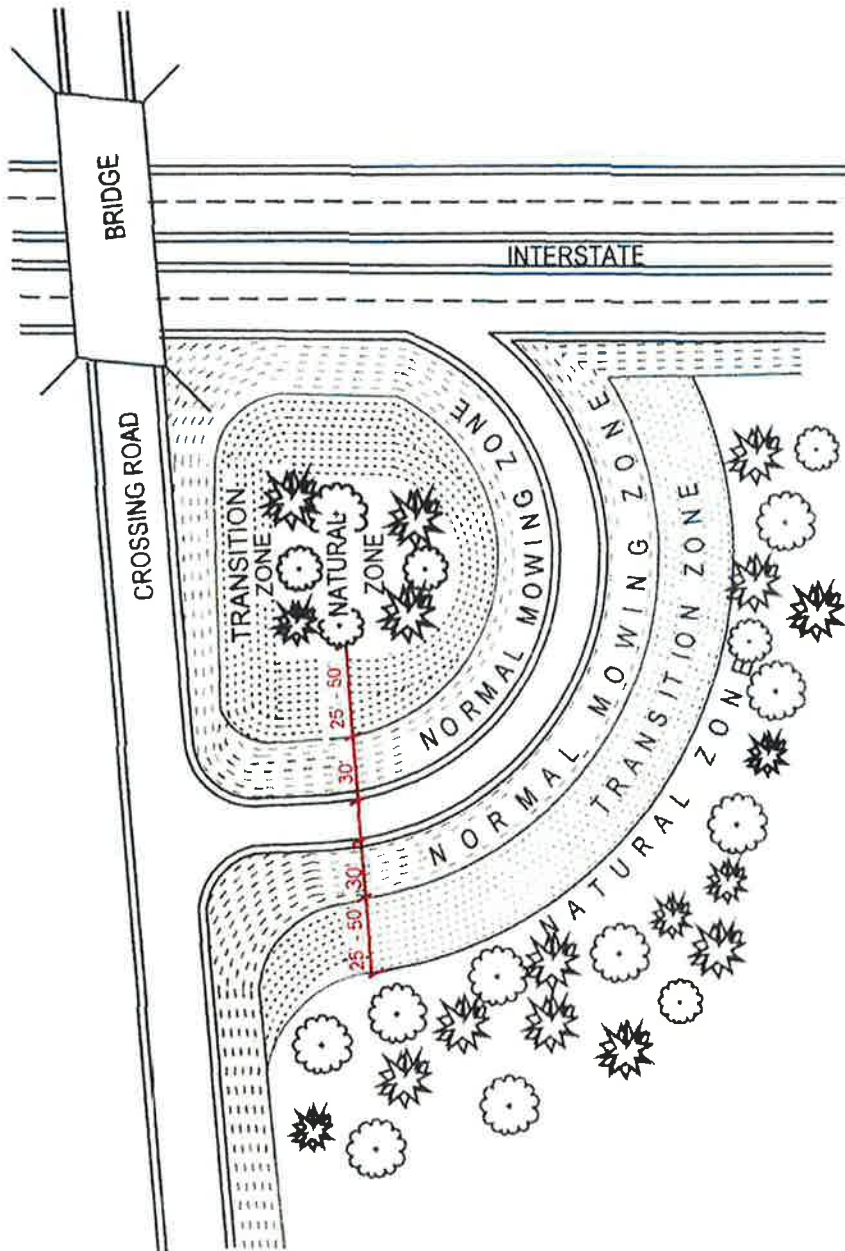 BRIDGE
INTERSTATE
CROSSING ROAD
TRANSITION
ZONE
NATURAL
ZONE
NORMAL MOWING ZONE
25' - 50'
30'
NORMAL MOWING ZONE
TRANSITION ZONE
NATURAL ZONE
30'
25' - 50'